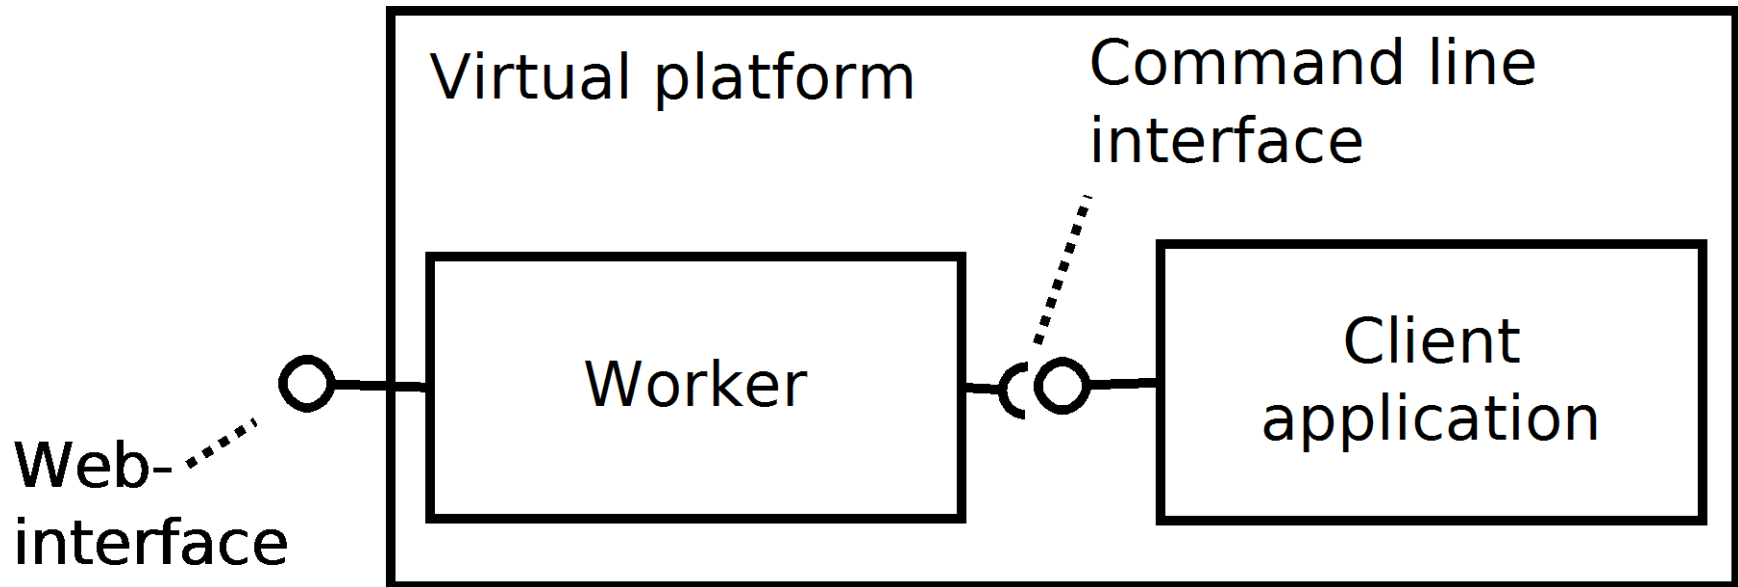 Virtual platform
Command line
interface
Worker
Client
application
Web-
interface